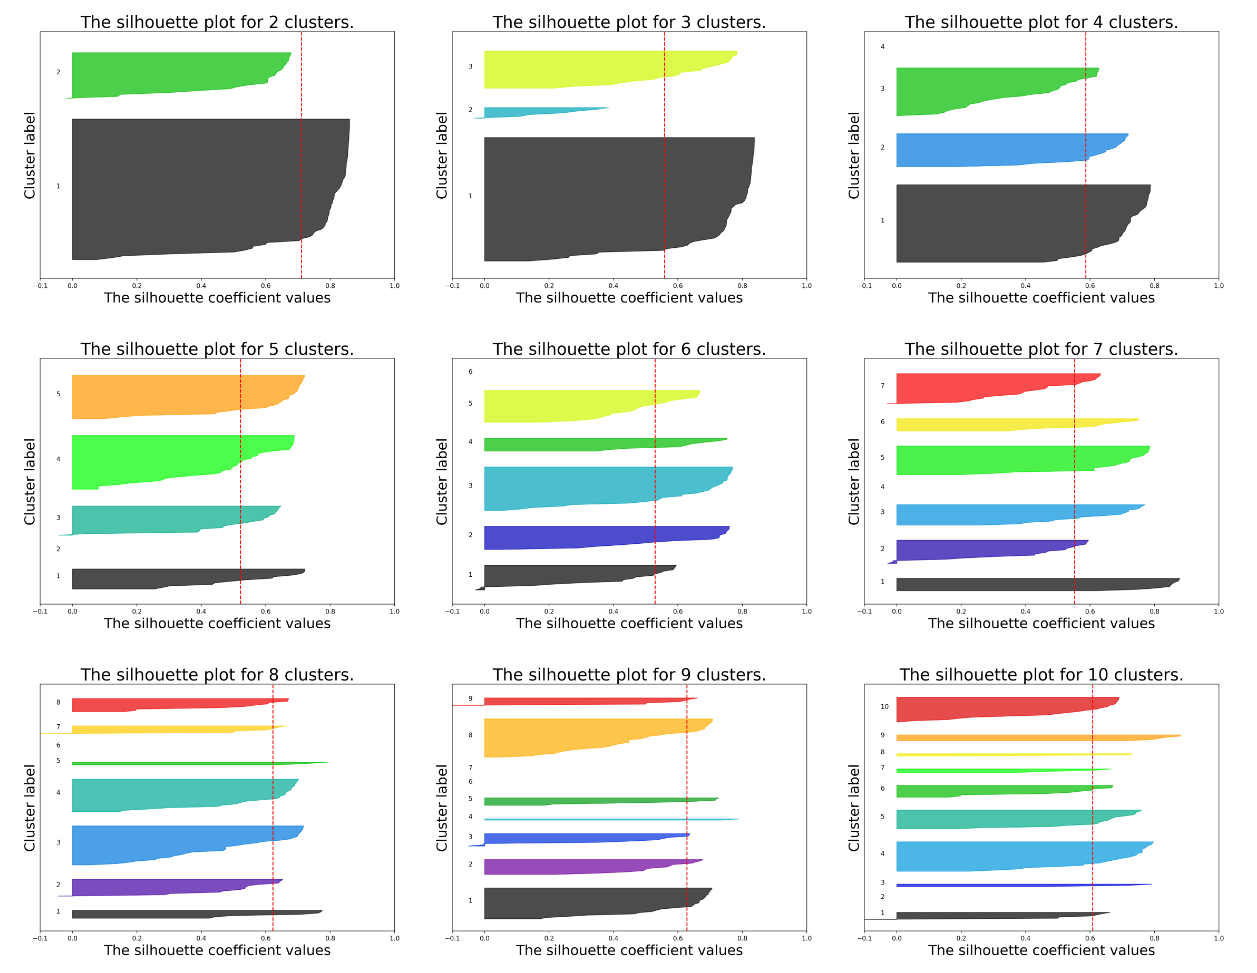 The silhouette plot for 2 clusters.
Cluster label
2
1
−0.1 0.0 0.2 0.4 0.6 0.8 1.0
The silhouette coefficient values
The silhouette plot for 3 clusters.
Cluster label
3
2
1
−0.1 0.0 0.2 0.4 0.6 0.8 1.0
The silhouette coefficient values
The silhouette plot for 4 clusters.
Cluster label
4
3
2
1
−0.1 0.0 0.2 0.4 0.6 0.8 1.0
The silhouette coefficient values
The silhouette plot for 5 clusters.
Cluster label
5
4
3
2
1
−0.1 0.0 0.2 0.4 0.6 0.8 1.0
The silhouette coefficient values
The silhouette plot for 6 clusters.
Cluster label
6
5
4
3
2
1
−0.1 0.0 0.2 0.4 0.6 0.8 1.0
The silhouette coefficient values
The silhouette plot for 7 clusters.
Cluster label
7
6
5
4
3
2
1
−0.1 0.0 0.2 0.4 0.6 0.8 1.0
The silhouette coefficient values
The silhouette plot for 8 clusters.
Cluster label
8
7
6
5
4
3
2
1
−0.1 0.0 0.2 0.4 0.6 0.8 1.0
The silhouette coefficient values
The silhouette plot for 9 clusters.
Cluster label
9
8
7
6
5
4
3
2
1
−0.1 0.0 0.2 0.4 0.6 0.8 1.0
The silhouette coefficient values
The silhouette plot for 10 clusters.
Cluster label
10
9
8
7
6
5
4
3
2
1
−0.1 0.0 0.2 0.4 0.6 0.8 1.0
The silhouette coefficient values